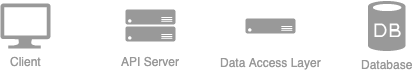 DB
Client
API Server
Data Access Layer
Database